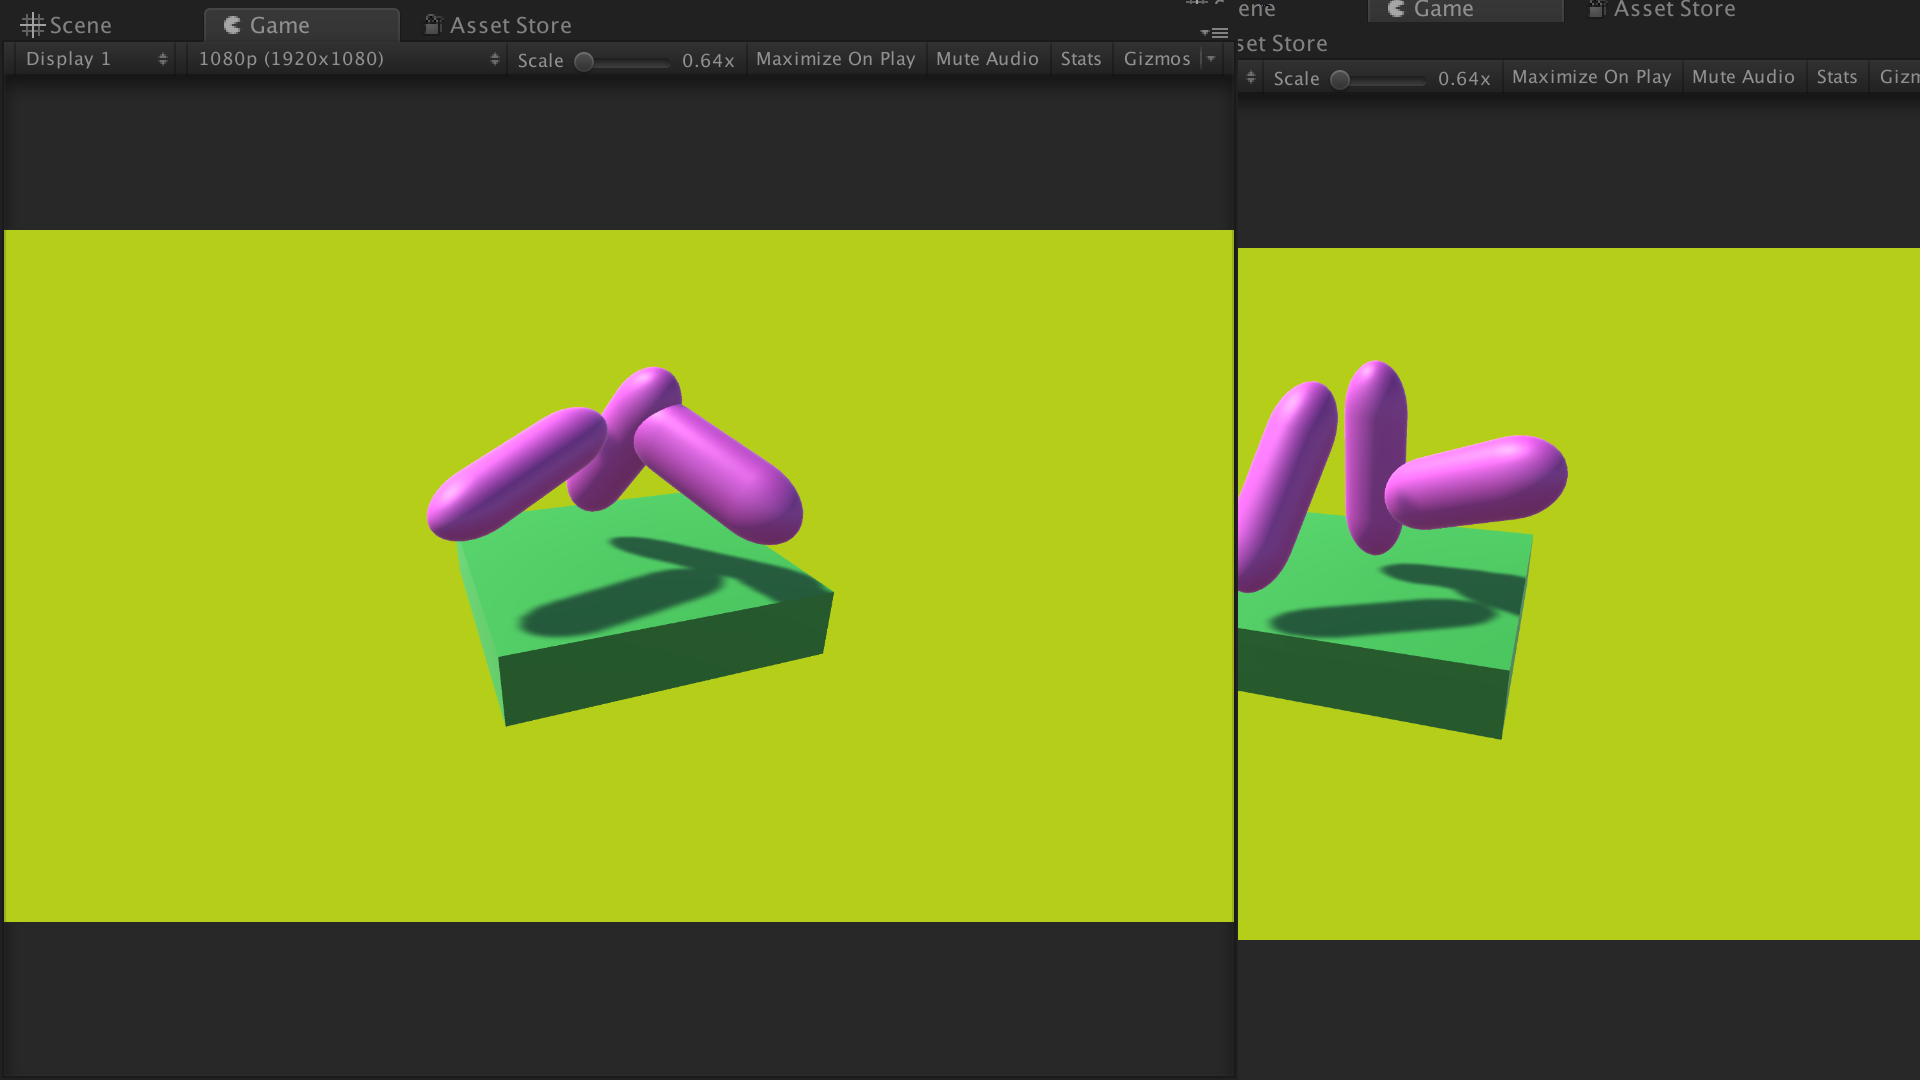 Scene Game Asset Store
Display 1 1080p (1920x1080) Scale 0.64x Maximize On Play Mute Audio Stats Gizmos
ene Game Asset Store
set Store
Scale 0.64x Maximize On Play Mute Audio Stats Gizm